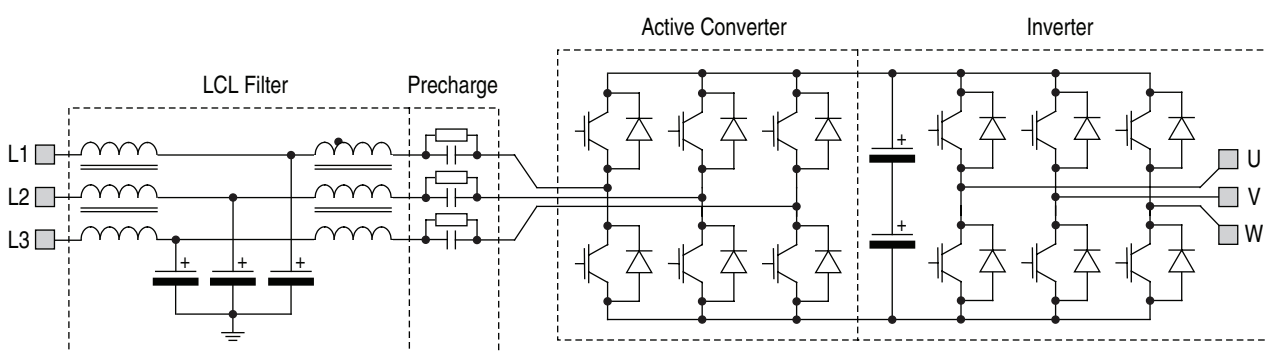 Active Converter
Inverter
LCL Filter
Precharge
L1
L2
L3
U
V
W
+
+
+
+
+